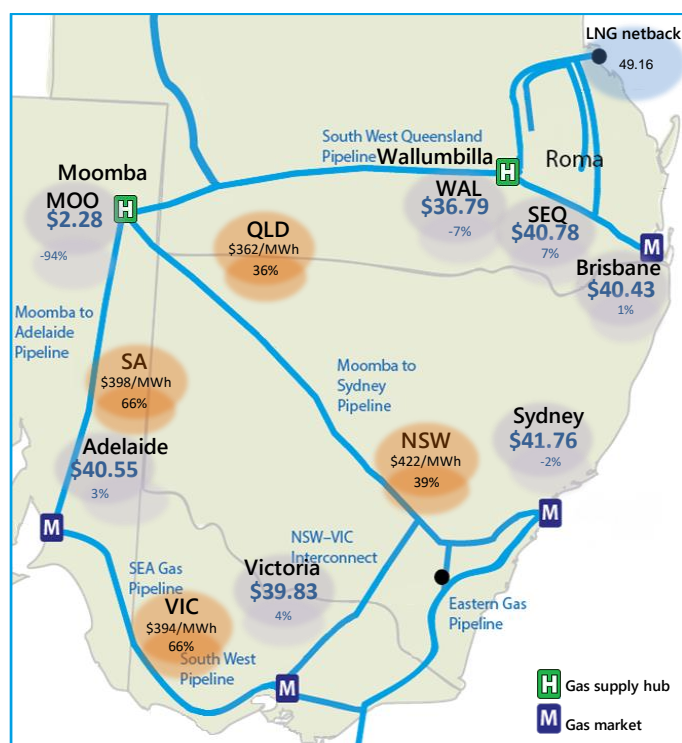 LNG netback
49.16
South West Queensland
Pipeline
Wallumbilla
H
Roma
Moomba
MOO
$2.28
-94%
H
WAL
$36.79
-7%
SEQ
$40.78
7%
QLD
$362/MWh
36%
M
Brisbane
$40.43
1%
Moomba to
Adelaide
Pipeline
SA
$398/MWh
66%
Moomba to
Sydney
Pipeline
Sydney
$41.76
-2%
NSW
$422/MWh
39%
Adelaide
$40.55
3%
M
M
NSW–VIC
Interconnect
SEA Gas
Pipeline
Victoria
$39.83
4%
Eastern Gas
Pipeline
VIC
$394/MWh
66%
South West
Pipeline
M
H Gas supply hub
M Gas market